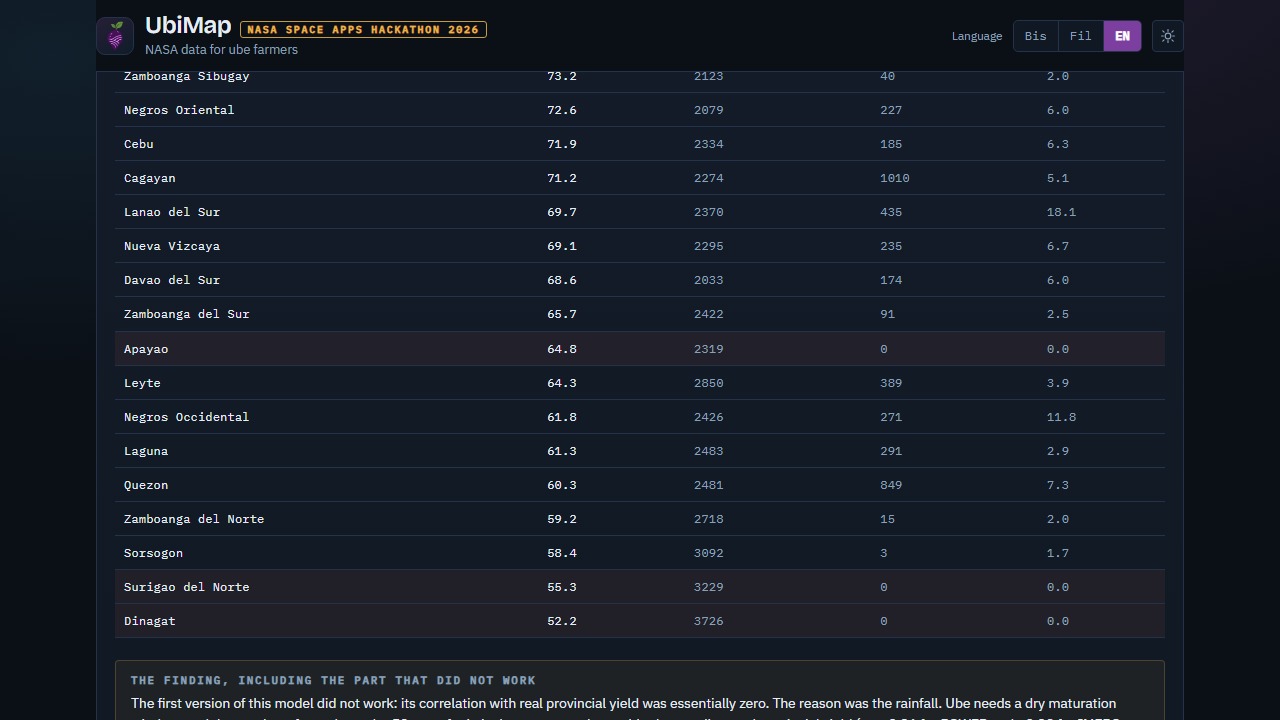 UbiMap NASA SPACE APPS HACKATHON 2026
NASA data for ube farmers
Language Bis Fil EN
Zamboanga Sibugay 73.2 2123 40 2.0
Negros Oriental 72.6 2079 227 6.0
Cebu 71.9 2334 185 6.3
Cagayan 71.2 2274 1010 5.1
Lanao del Sur 69.7 2370 435 18.1
Nueva Vizcaya 69.1 2295 235 6.7
Davao del Sur 68.6 2033 174 6.0
Zamboanga del Sur 65.7 2422 91 2.5
Apayao 64.8 2319 0 0.0
Leyte 64.3 2850 389 3.9
Negros Occidental 61.8 2426 271 11.8
Laguna 61.3 2483 291 2.9
Quezon 60.3 2481 849 7.3
Zamboanga del Norte 59.2 2718 15 2.0
Sorsogon 58.4 3092 3 1.7
Surigao del Norte 55.3 3229 0 0.0
Dinagat 52.2 3726 0 0.0
THE FINDING, INCLUDING THE PART THAT DID NOT WORK
The first version of this model did not work: its correlation with real provincial yield was essentially zero. The reason was the rainfall. Ube needs a dry maturation